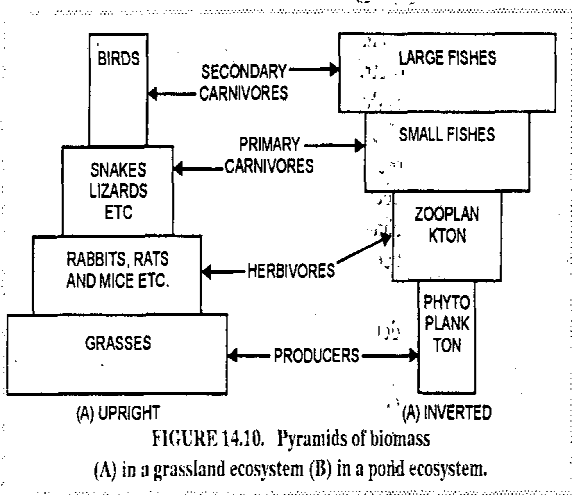 BIRDS
SECONDARY
CARNIVORES
LARGE FISHES
SNAKES
LIZARDS
ETC
PRIMARY
CARNIVORES
SMALL FISHES
RABBITS, RATS
AND MICE ETC.
HERBIVORES
ZOOPLAN
KTON
GRASSES
PRODUCERS
PHYTO
PLANK
TON
(A) UPRIGHT
(A) INVERTED
FIGURE 14.10. Pyramids of biomass
(A) in a grassland ecosystem (B) in a pond ecosystem.